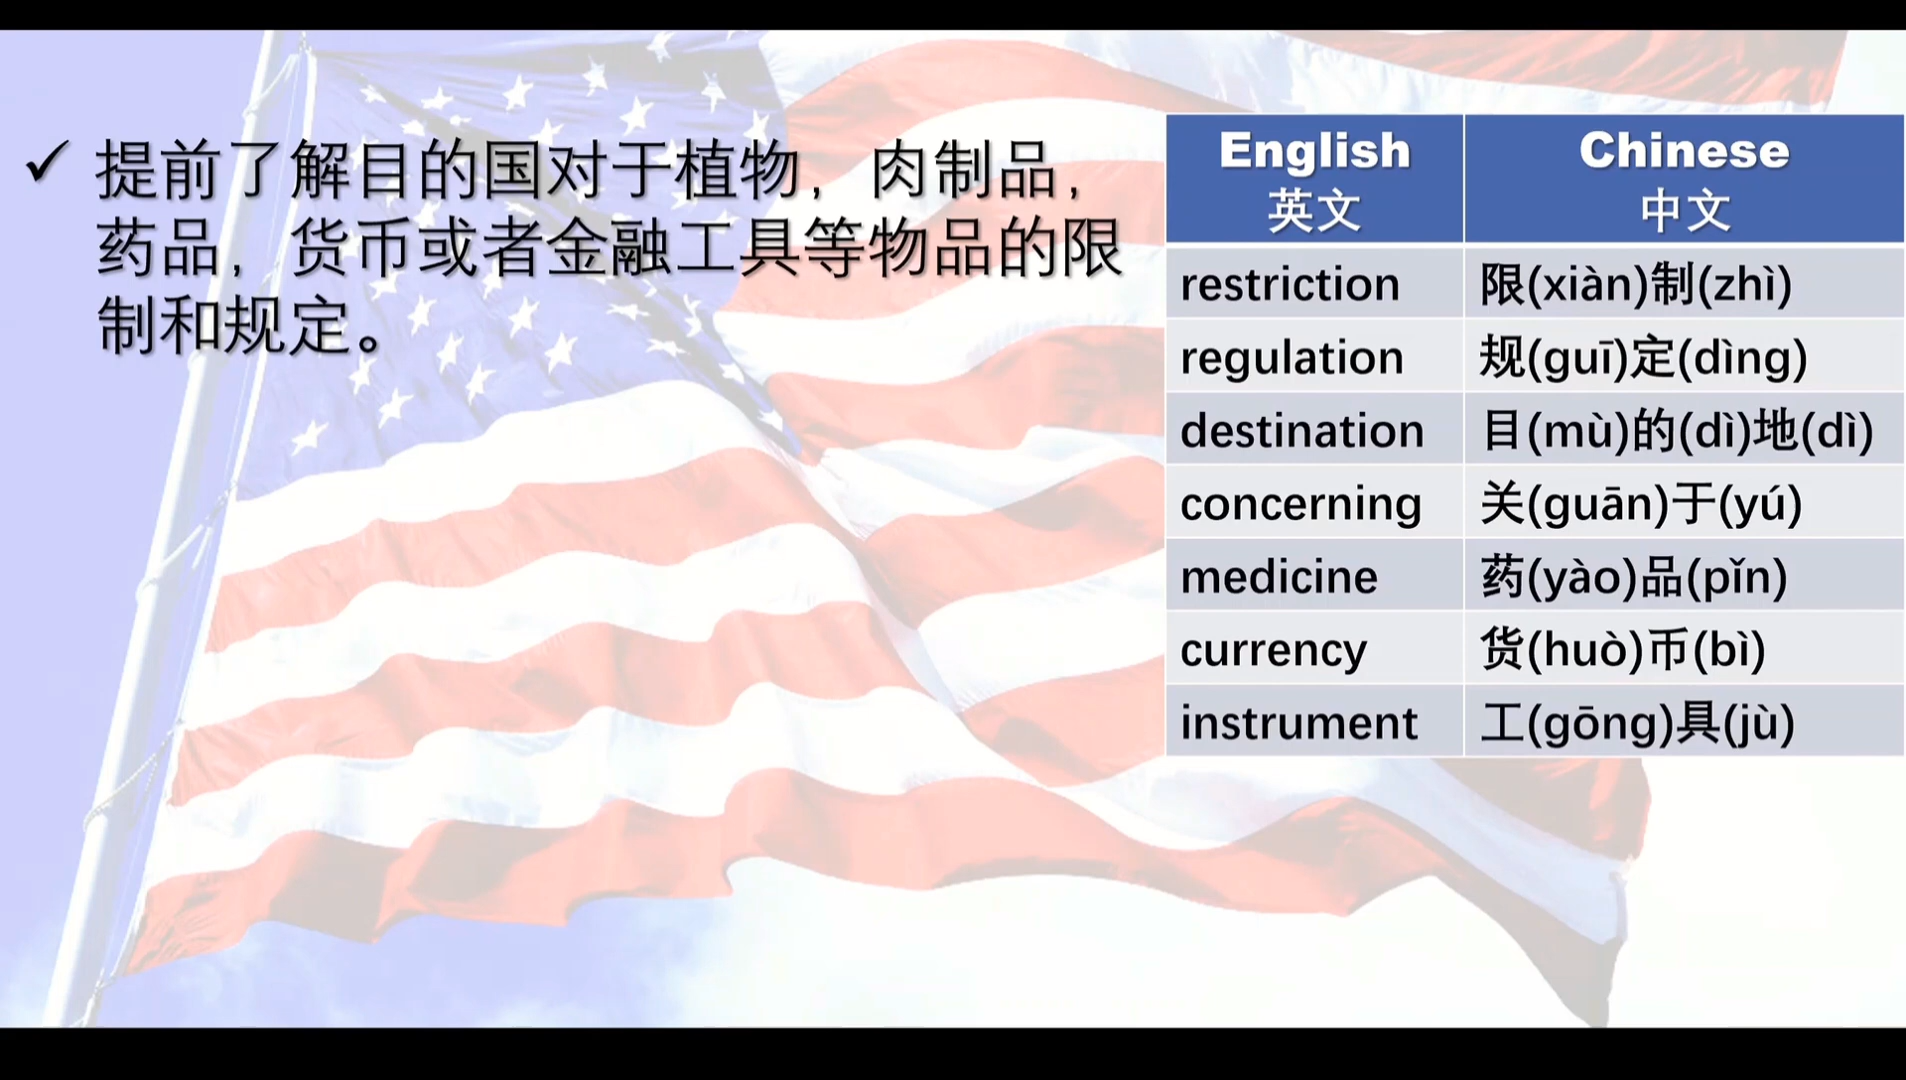 ✓ 提前了解目的国对于植物，肉制品，
药品，货币或者金融工具等物品的限
制和规定。
English Chinese
英文 中文
restriction 限(xiàn)制(zhì)
regulation 规(guī)定(dìng)
destination 目(mù)的(dì)地(dì)
concerning 关(guān)于(yú)
medicine 药(yào)品(pǐn)
currency 货(huò)币(bì)
instrument 工(gōng)具(jù)